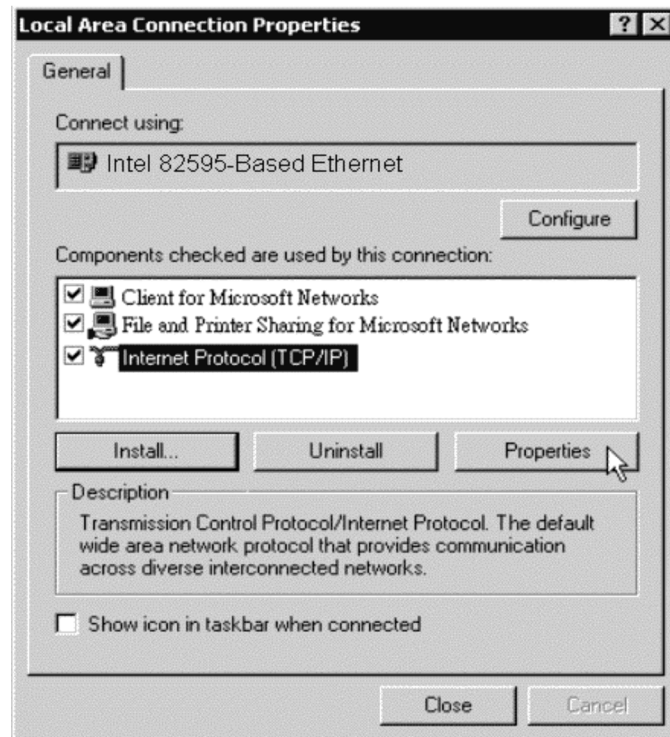 Local Area Connection Properties
General
Connect using:
Intel 82595-Based Ethernet
Configure
Components checked are used by this connection:
Client for Microsoft Networks
File and Printer Sharing for Microsoft Networks
Internet Protocol (TCP/IP)
Install...
Uninstall
Properties
Description
Transmission Control Protocol/Internet Protocol. The default
wide area network protocol that provides communication
across diverse interconnected networks.
Show icon in taskbar when connected
Close
Cancel